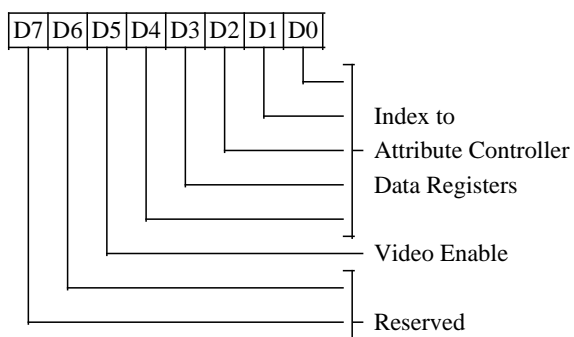 D7 D6 D5 D4 D3 D2 D1 D0
Index to
Attribute Controller
Data Registers
Video Enable
Reserved